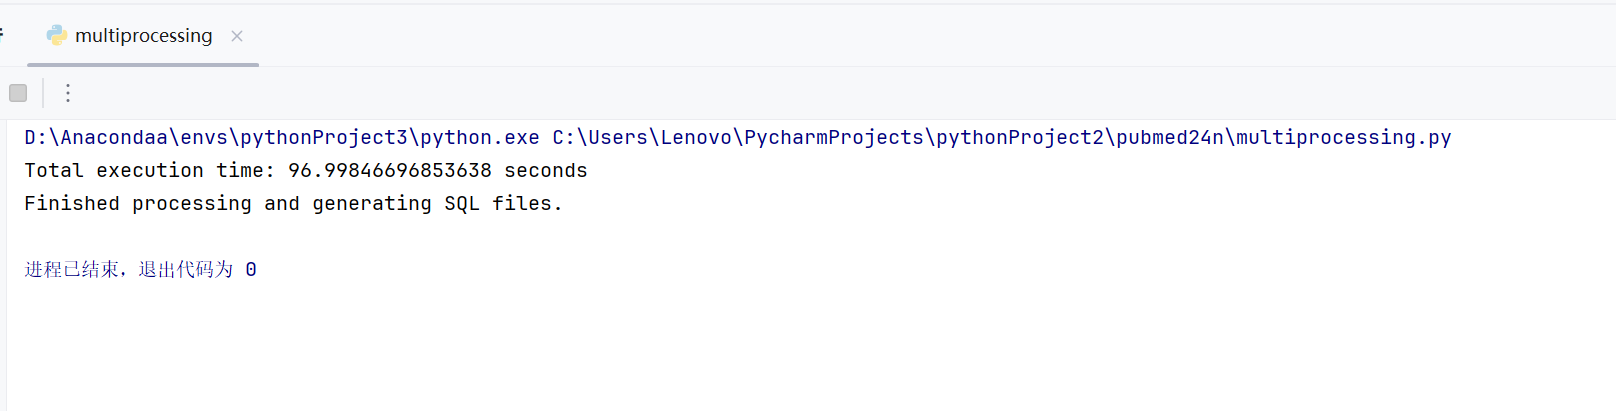 multiprocessing
D:\Anacondaa\envs\pythonProject3\python.exe C:\Users\Lenovo\PycharmProjects\pythonProject2\pubmed24n\multiprocessing.py
Total execution time: 96.99846696853638 seconds
Finished processing and generating SQL files.
进程已结束，退出代码为 0